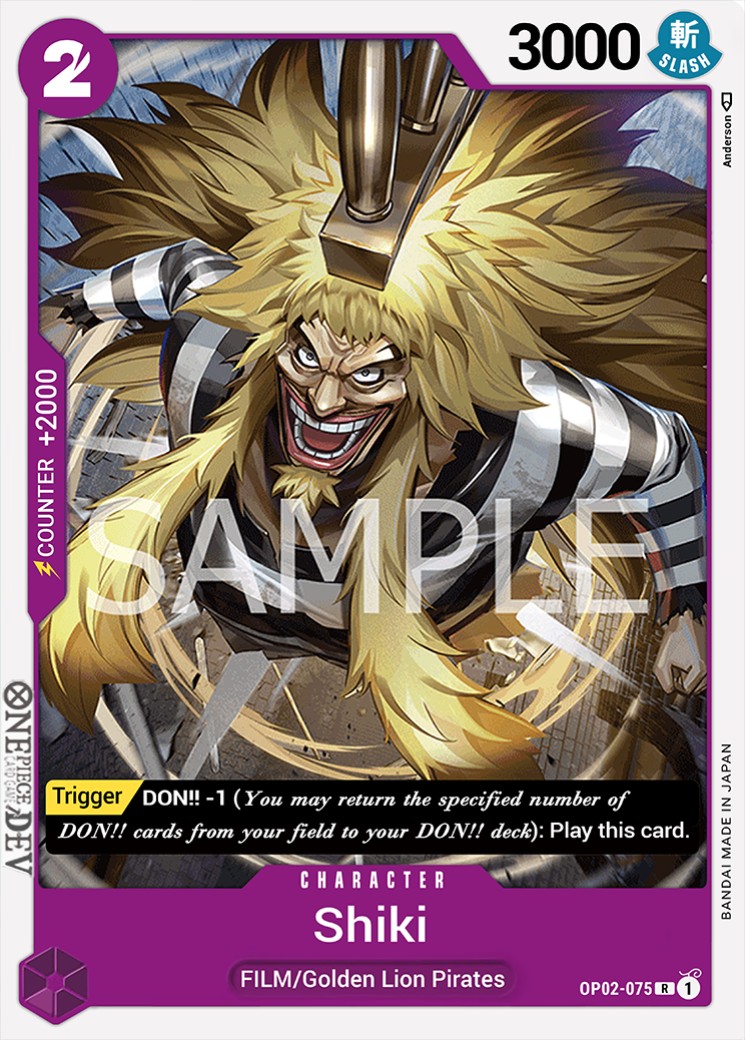 2
3000
斬
SLASH
Anderson
COUNTER +2000
SAMPLE
ONE PIECE
CARD GAME
DEV
Trigger DON!! -1 (You may return the specified number of
DON!! cards from your field to your DON!! deck): Play this card.
BANDAI MADE IN JAPAN
CHARACTER
Shiki
FILM/Golden Lion Pirates
OP02-075 R 1